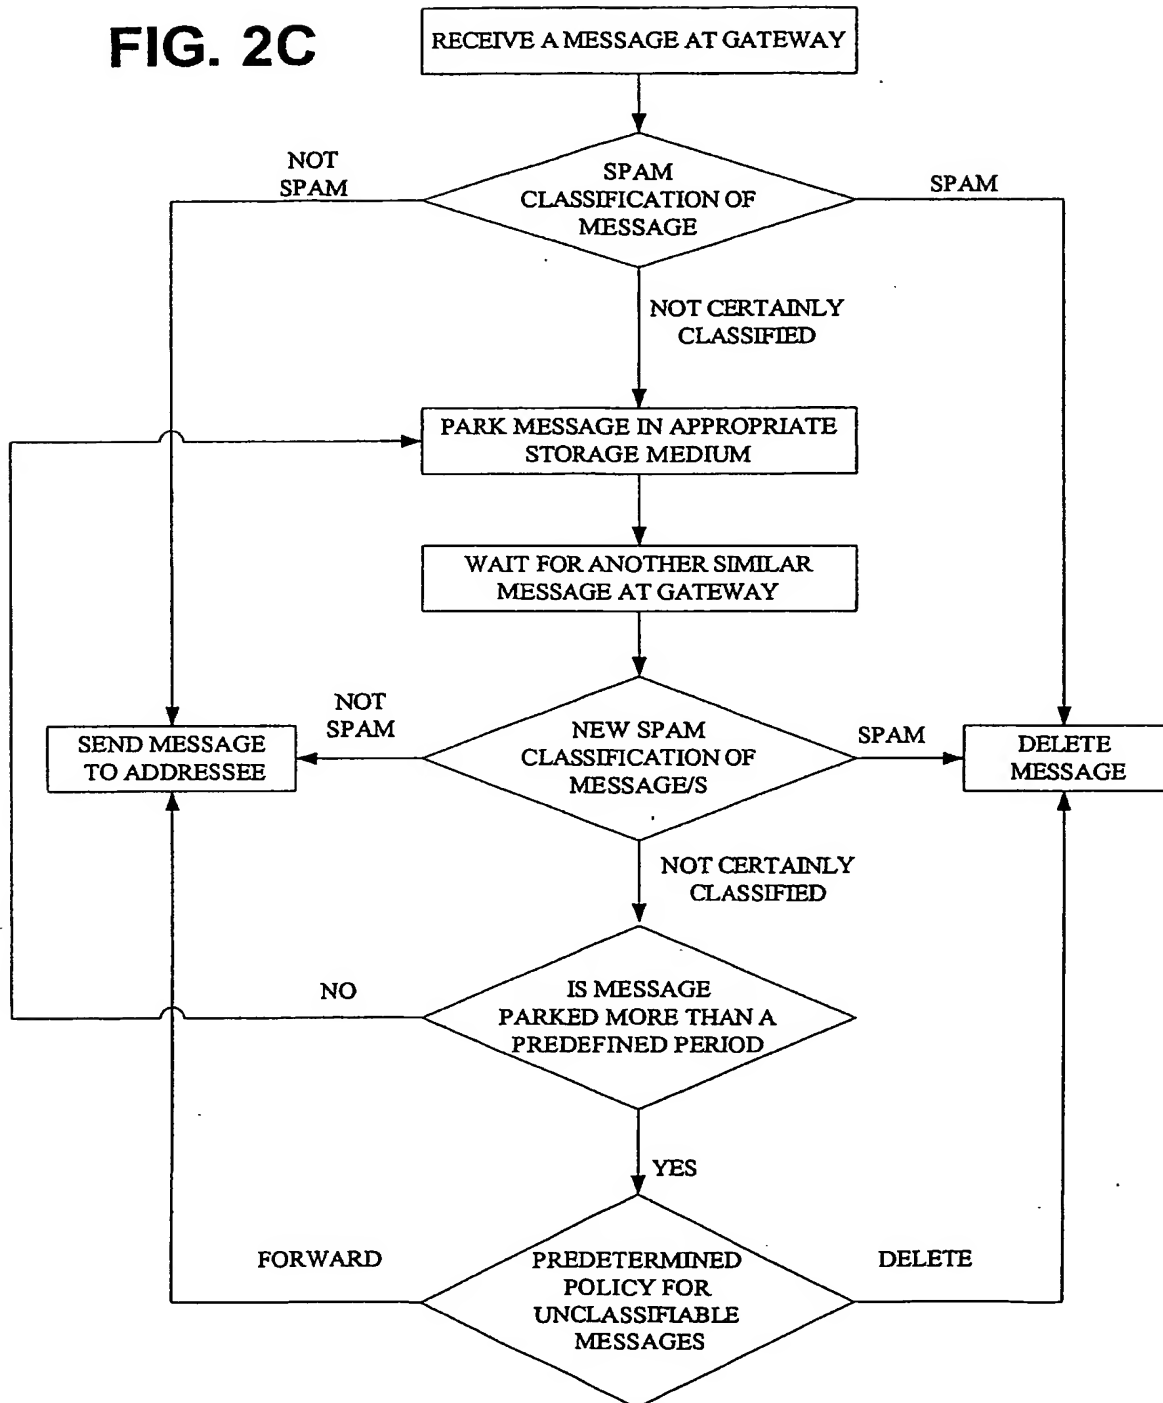 FIG. 2C
RECEIVE A MESSAGE AT GATEWAY
NOT
SPAM
SPAM
CLASSIFICATION OF
MESSAGE
SPAM
NOT CERTAINLY
CLASSIFIED
PARK MESSAGE IN APPROPRIATE
STORAGE MEDIUM
WAIT FOR ANOTHER SIMILAR
MESSAGE AT GATEWAY
NOT
SPAM
NEW SPAM
CLASSIFICATION OF
MESSAGE/S
SPAM
SEND MESSAGE
TO ADDRESSEE
DELETE
MESSAGE
NOT CERTAINLY
CLASSIFIED
NO
IS MESSAGE
PARKED MORE THAN A
PREDEFINED PERIOD
YES
FORWARD
PREDETERMINED
POLICY FOR
UNCLASSIFIABLE
MESSAGES
DELETE